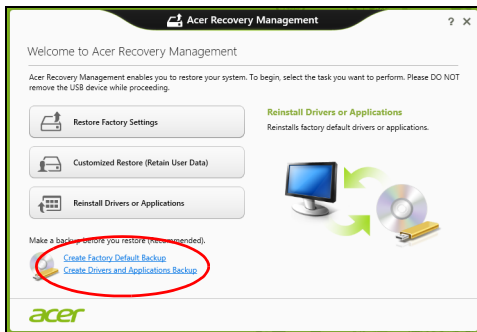 Acer Recovery Management
? X
Welcome to Acer Recovery Management
Acer Recovery Management enables you to restore your system. To begin, select the task you want to perform. Please DO NOT
remove the USB device while proceeding.
Restore Factory Settings
Customized Restore (Retain User Data)
Reinstall Drivers or Applications
Reinstall Drivers or Applications
Reinstalls factory default drivers or applications.
Make a backup before you restore (Recommended).
Create Factory Default Backup
Create Drivers and Applications Backup
acer